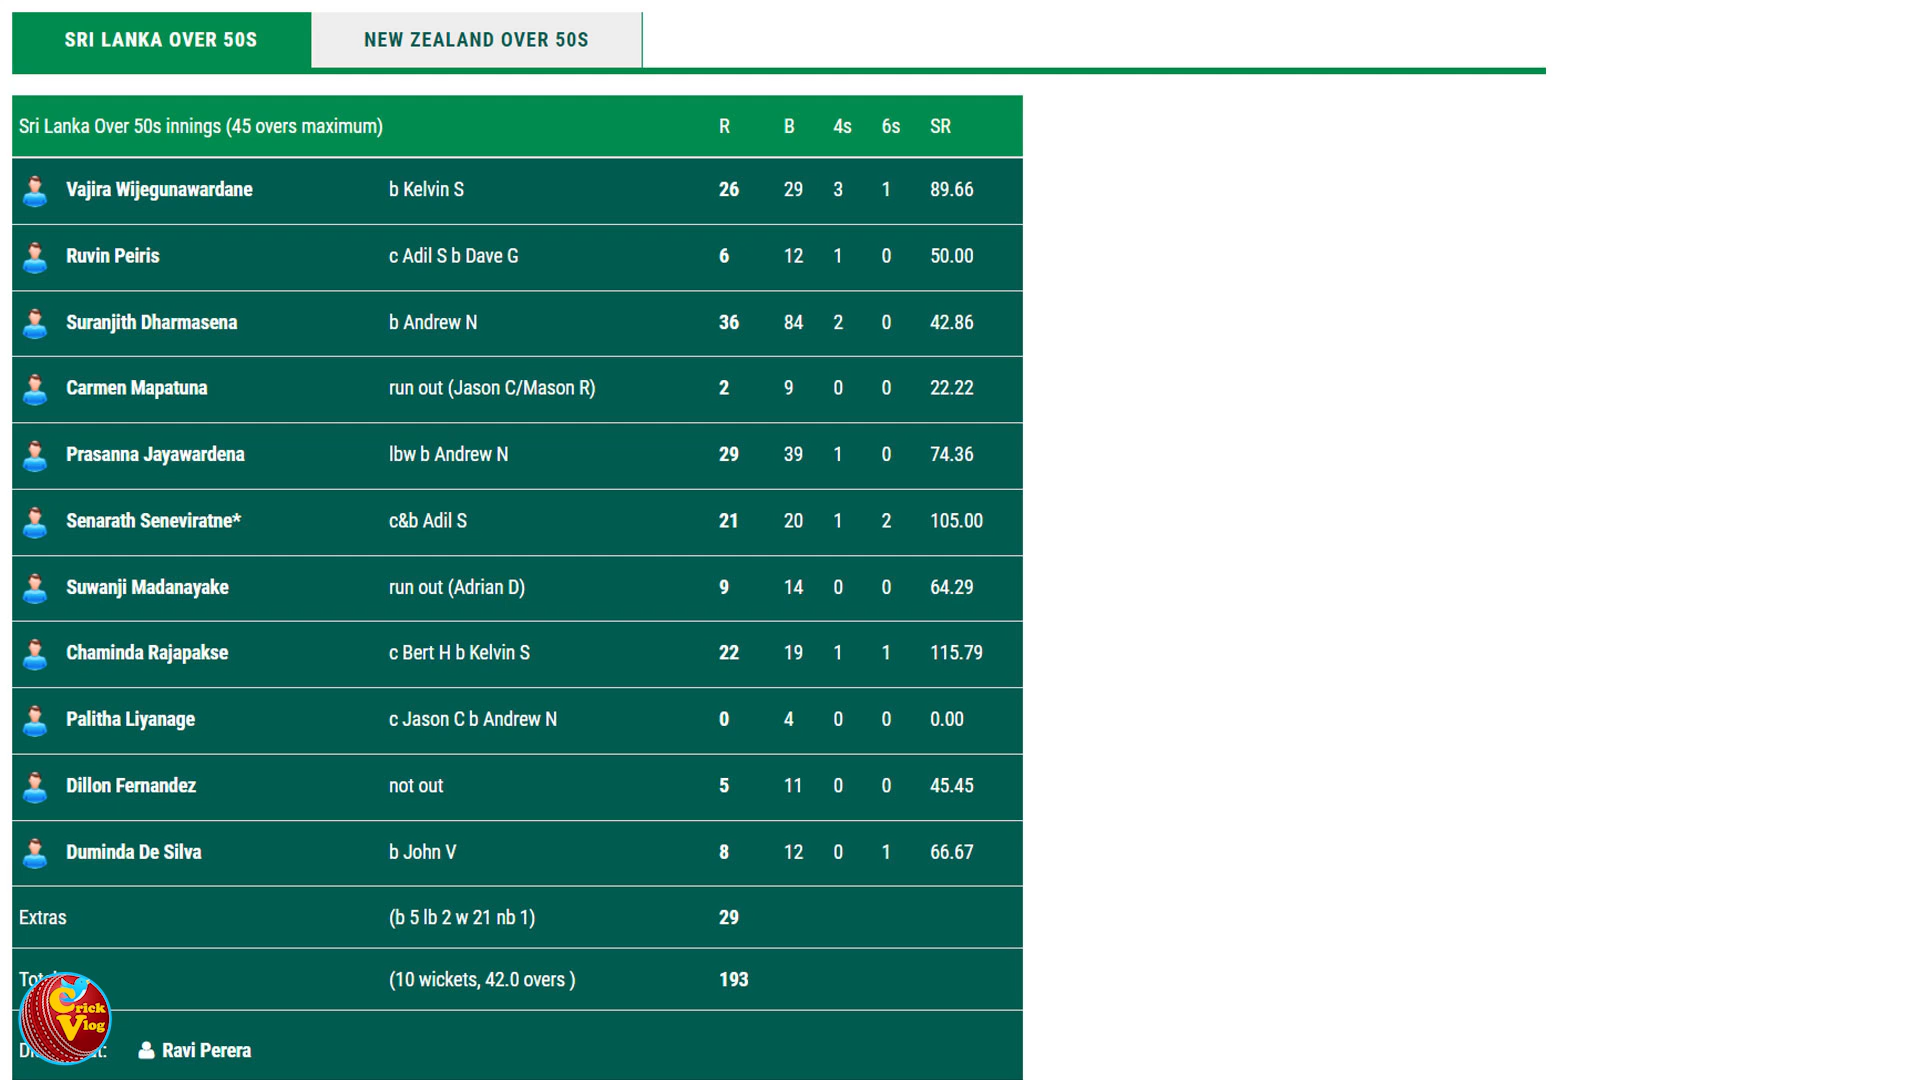 SRI LANKA OVER 50S NEW ZEALAND OVER 50S
Sri Lanka Over 50s innings (45 overs maximum) R B 4s 6s SR
Vajira Wijegunawardane b Kelvin S 26 29 3 1 89.66
Ruvin Peiris c Adil S b Dave G 6 12 1 0 50.00
Suranjith Dharmasena b Andrew N 36 84 2 0 42.86
Carmen Mapatuna run out (Jason C/Mason R) 2 9 0 0 22.22
Prasanna Jayawardena lbw b Andrew N 29 39 1 0 74.36
Senarath Seneviratne* c&b Adil S 21 20 1 2 105.00
Suwanji Madanayake run out (Adrian D) 9 14 0 0 64.29
Chaminda Rajapakse c Bert H b Kelvin S 22 19 1 1 115.79
Palitha Liyanage c Jason C b Andrew N 0 4 0 0 0.00
Dillon Fernandez not out 5 11 0 0 45.45
Duminda De Silva b John V 8 12 0 1 66.67
Extras (b 5 lb 2 w 21 nb 1) 29
(10 wickets, 42.0 overs ) 193
Crick
Vlog
Ravi Perera